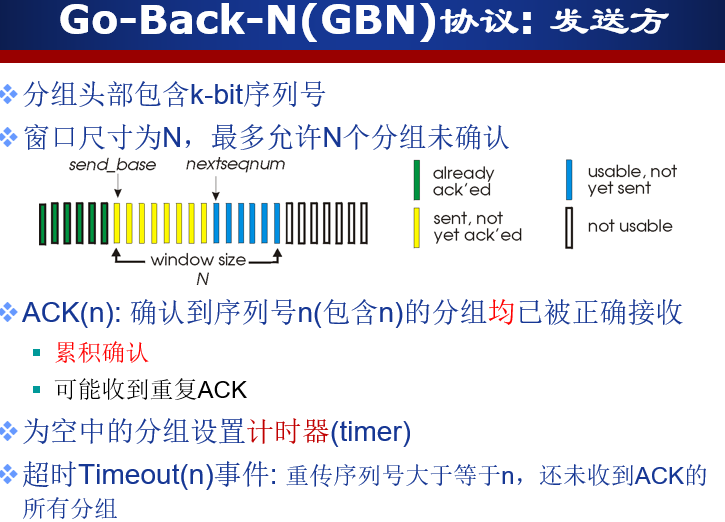 Go-Back-N(GBN)协议: 发送方
分组头部包含k-bit序列号
窗口尺寸为N，最多允许N个分组未确认
send_base nextseqnum
already
ack'ed
usable, not
yet sent
sent, not
yet ack'ed
not usable
window size
N
ACK(n): 确认到序列号n(包含n)的分组均已被正确接收
累积确认
可能收到重复ACK
为空中的分组设置计时器(timer)
超时Timeout(n)事件: 重传序列号大于等于n，还未收到ACK的
所有分组